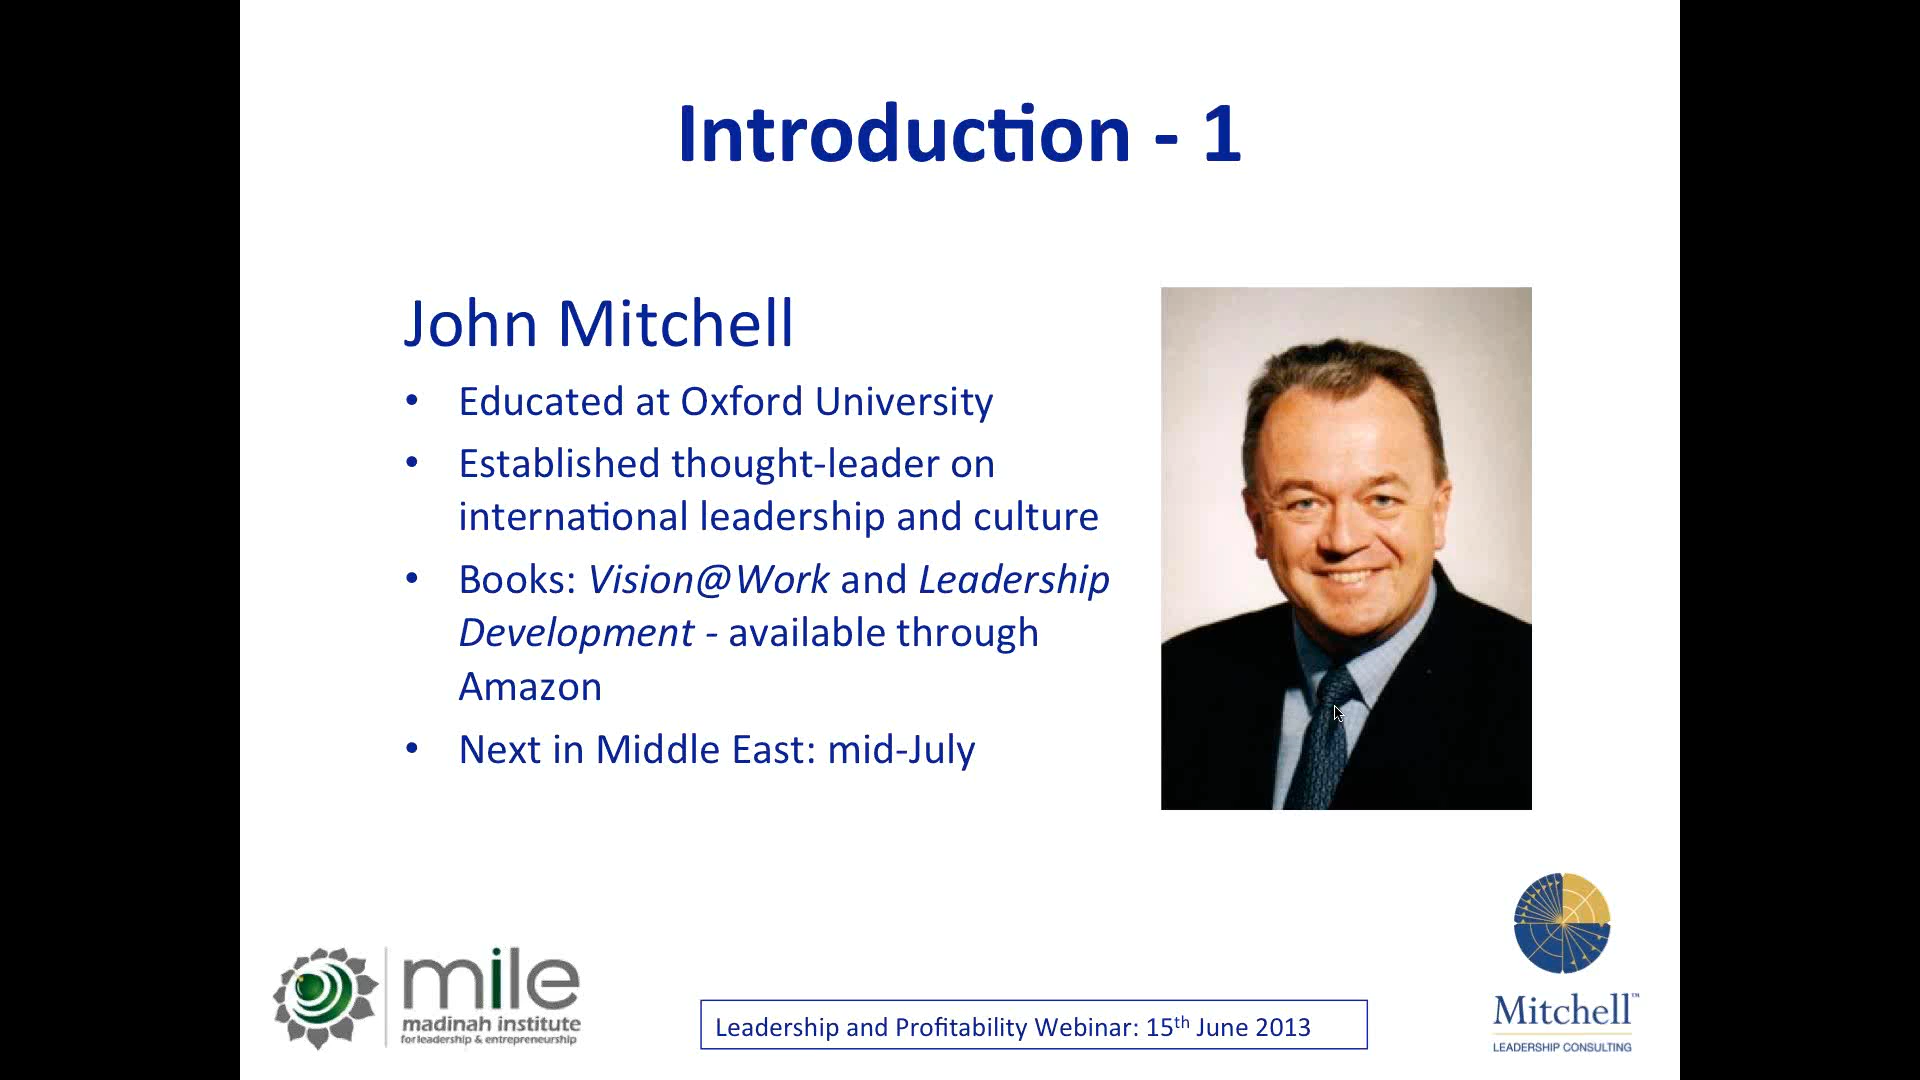 Introduction - 1
John Mitchell
• Educated at Oxford University
• Established thought-leader on
international leadership and culture
• Books: Vision@Work and Leadership
Development - available through
Amazon
• Next in Middle East: mid-July
mile
madinah institute
for leadership & entrepreneurship
Leadership and Profitability Webinar: 15th June 2013
Mitchell™
LEADERSHIP CONSULTING